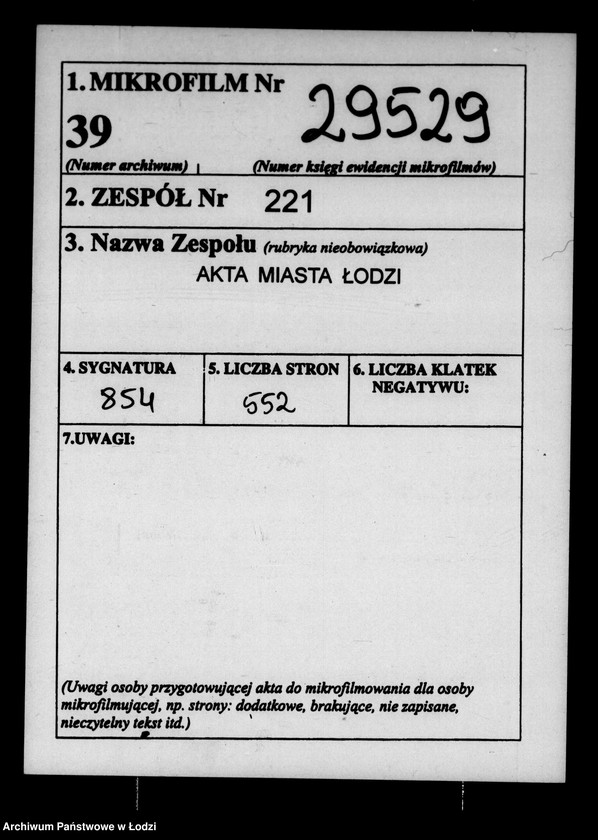 1. MIKROFILM Nr 29529
39
(Numer archiwum) (Numer księgi ewidencji mikrofilmów)
2. ZESPÓŁ Nr 221
3. Nazwa Zespołu (rubryka nieobowiązkowa)
AKTA MIASTA ŁODZI
4. SYGNATURA 5. LICZBA STRON 6. LICZBA KLATEK
NEGATYWU:
854 552
7.UWAGI:
(Uwagi osoby przygotowującej akta do mikrofilmowania dla osoby
mikrofilmującej, np. strony: dodatkowe, brakujące, nie zapisane,
nieczytelny tekst itd.)
Archiwum Państwowe w Łodzi